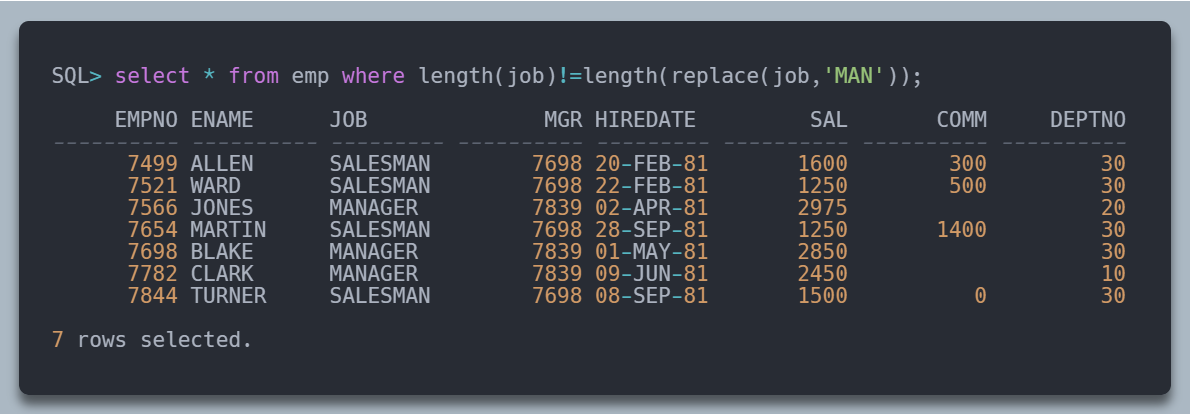 SQL> select * from emp where length(job)!=length(replace(job,'MAN'));
     EMPNO ENAME      JOB              MGR HIREDATE         SAL       COMM     DEPTNO
---------- ---------- --------- ---------- --------- ---------- ---------- ----------
      7499 ALLEN      SALESMAN        7698 20-FEB-81       1600        300         30
      7521 WARD       SALESMAN        7698 22-FEB-81       1250        500         30
      7566 JONES      MANAGER         7839 02-APR-81       2975                    20
      7654 MARTIN     SALESMAN        7698 28-SEP-81       1250       1400         30
      7698 BLAKE      MANAGER         7839 01-MAY-81       2850                    30
      7782 CLARK      MANAGER         7839 09-JUN-81       2450                    10
      7844 TURNER     SALESMAN        7698 08-SEP-81       1500          0         30
7 rows selected.